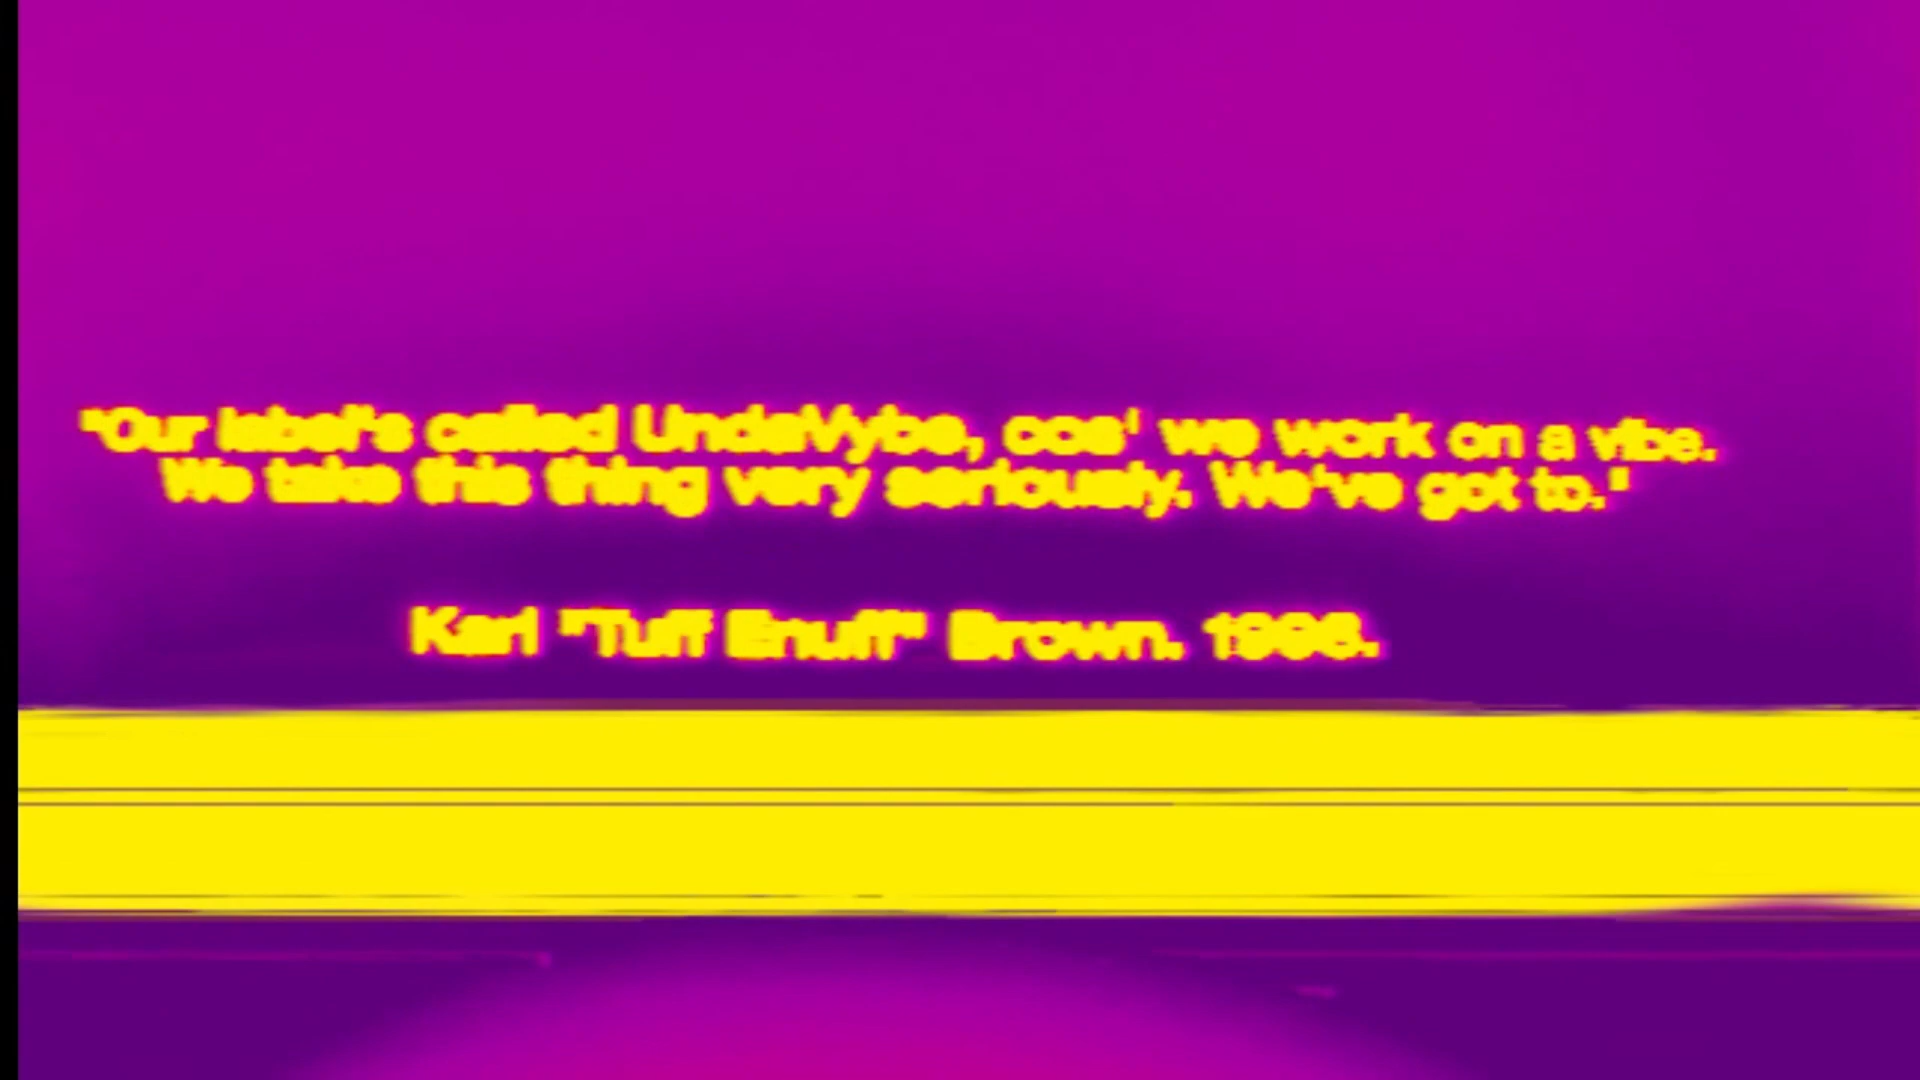 "Our label's called UndaVybe, cos' we work on a vibe.
We take this thing very seriously. We've got to."
Karl "Tuff Enuff" Brown. 1996.